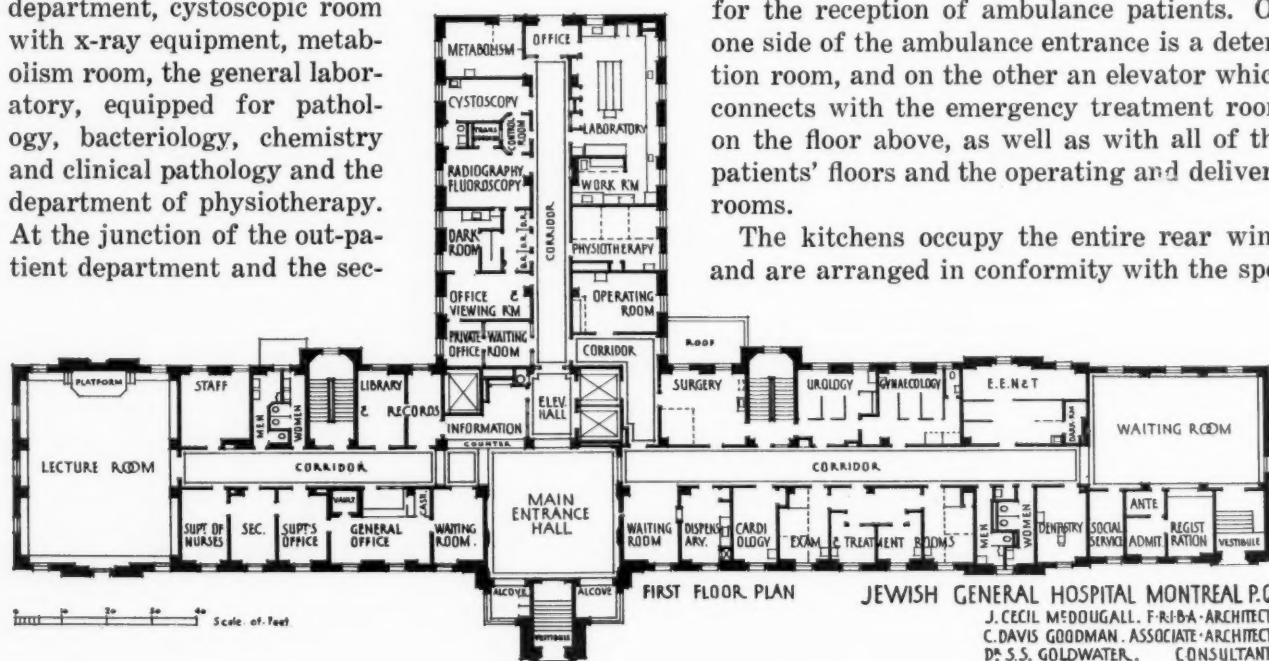 department, cystoscopic room
with x-ray equipment, metab-
olism room, the general labor-
atory, equipped for pathol-
ogy, bacteriology, chemistry
and clinical pathology and the
department of physiotherapy.
At the junction of the out-pa-
tient department and the sec-
for the reception of ambulance patients. O
one side of the ambulance entrance is a deten
tion room, and on the other an elevator whic
connects with the emergency treatment room
on the floor above, as well as with all of th
patients' floors and the operating and deliver
rooms.
The kitchens occupy the entire rear win
and are arranged in conformity with the spe
METABOLISM
OFFICE
CYSTOSCOPY
CONTROL
ROOM
LABORATORY
RADIOGRAPHY
FLUOROSCOPY
WORK RM
DARK
ROOM
D.R.
D.R.
D.R.
CORRIDOR
PHYSIOTHERAPY
OFFICE &
VIEWING RM
OPERATING
ROOM
PRIVATE
OFFICE
WAITING
ROOM
CORRIDOR
ROOF
PLATFORM
STAFF
MEN
WOMEN
LIBRARY
& RECORDS
INFORMATION
COUNTER
ELEV.
HALL
SURGERY
UROLOGY
GYNAECOLOGY
E.E.N&T
DARK RM
WAITING ROOM
LECTURE ROOM
CORRIDOR
CORRIDOR
MAIN
ENTRANCE
HALL
SUPT OF
NURSES
SEC.
SUPT'S
OFFICE
VAULT
GENERAL
OFFICE
CASH.
WAITING
ROOM.
WAITING
ROOM
DISPENS
ARY.
CARDI
OLOGY
EXAM & TREATMENT ROOMS
MEN
WOMEN
DENTISTRY
SOCIAL
SERVICE
ANTE
ADMIT.
REGIST
RATION
VESTIBULE
ALCOVE
ALCOVE
VESTIBULE
FIRST FLOOR PLAN
JEWISH GENERAL HOSPITAL MONTREAL P.Q
J. CECIL McDOUGALL. F·R·I·B·A·ARCHITECT
C. DAVIS GOODMAN. ASSOCIATE·ARCHITECT
DR S.S. GOLDWATER. CONSULTANT
0 10 20 30 40 Scale·of·Feet